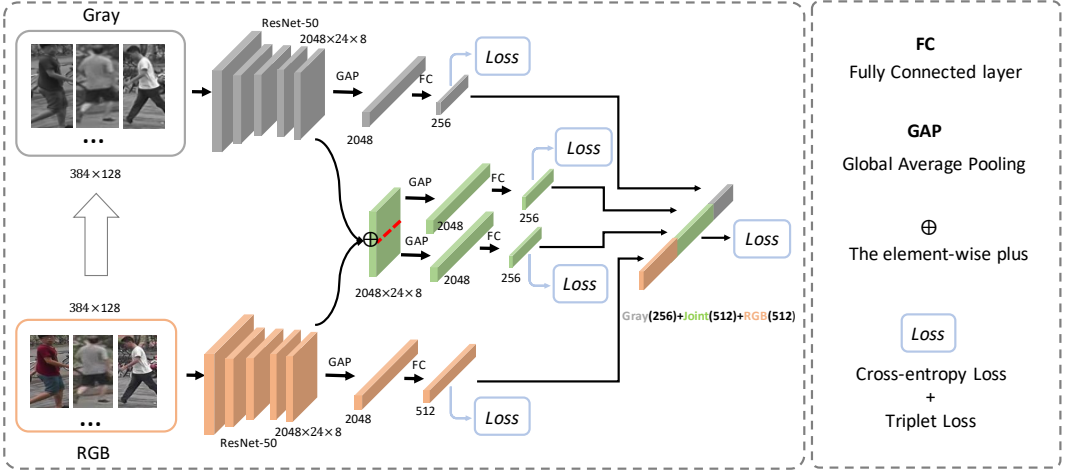 Gray
...
384×128
384×128
...
RGB
ResNet-50
2048×24×8
GAP
2048
FC
256
Loss
2048×24×8
GAP
2048
FC
256
Loss
GAP
2048
FC
256
Loss
ResNet-50
2048×24×8
GAP
2048
FC
512
Loss
Loss
Gray(256)+Joint(512)+RGB(512)
FC
Fully Connected layer
GAP
Global Average Pooling
⊕
The element-wise plus
Loss
Cross-entropy Loss
+
Triplet Loss